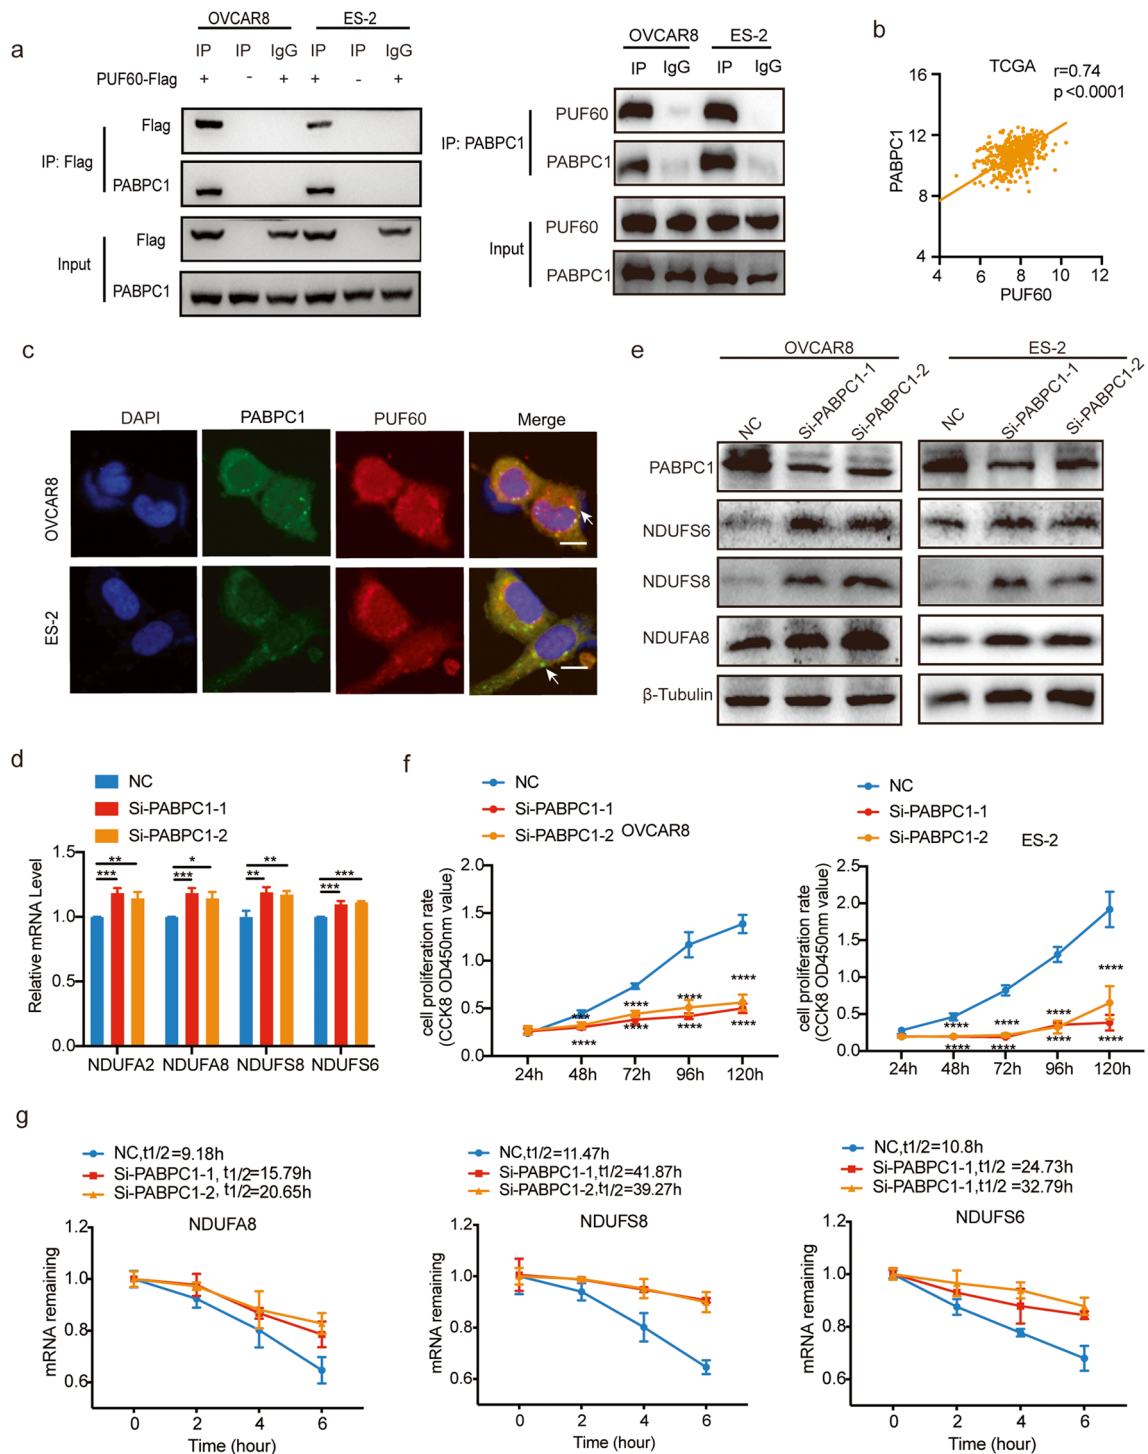 a
OVCAR8 ES-2
IP IP IgG IP IP IgG
PUF60-Flag + - + + - +
IP: Flag
Flag
PABPC1
Input
Flag
PABPC1
OVCAR8 ES-2
IP IgG IP IgG
IP: PABPC1
PUF60
PABPC1
Input
PUF60
PABPC1
b
TCGA
r=0.74
p <0.0001
PABPC1
16
12
8
4
4 6 8 10 12
PUF60
c
DAPI PABPC1 PUF60 Merge
OVCAR8
ES-2
e
OVCAR8 ES-2
NC Si-PABPC1-1 Si-PABPC1-2 NC Si-PABPC1-1 Si-PABPC1-2
PABPC1
NDUFS6
NDUFS8
NDUFA8
β-Tubulin
d
NC
Si-PABPC1-1
Si-PABPC1-2
Relative mRNA Level
1.5
1.0
0.5
0.0
** * ** ***
*** *** ** ***
NDUFA2 NDUFA8 NDUFS8 NDUFS6
f
NC
Si-PABPC1-1
Si-PABPC1-2
OVCAR8
cell proliferation rate
(CCK8 OD450nm value)
2.0
1.5
1.0
0.5
0.0
*** **** **** ****
**** **** **** ****
24h 48h 72h 96h 120h
NC
Si-PABPC1-1
Si-PABPC1-2
ES-2
cell proliferation rate
(CCK8 OD450nm value)
2.5
2.0
1.5
1.0
0.5
0.0
**** **** **** ****
**** **** **** ****
24h 48h 72h 96h 120h
g
NC,t1/2=9.18h
Si-PABPC1-1, t1/2=15.79h
Si-PABPC1-2, t1/2=20.65h
NDUFA8
mRNA remaining
1.2
1.0
0.8
0.6
0 2 4 6
Time (hour)
NC,t1/2=11.47h
Si-PABPC1-1,t1/2=41.87h
Si-PABPC1-2,t1/2=39.27h
NDUFS8
mRNA remaining
1.2
1.0
0.8
0.6
0 2 4 6
Time (hour)
NC,t1/2=10.8h
Si-PABPC1-1,t1/2=24.73h
Si-PABPC1-1,t1/2=32.79h
NDUFS6
mRNA remaining
1.2
1.0
0.8
0.6
0 2 4 6
Time (hour)